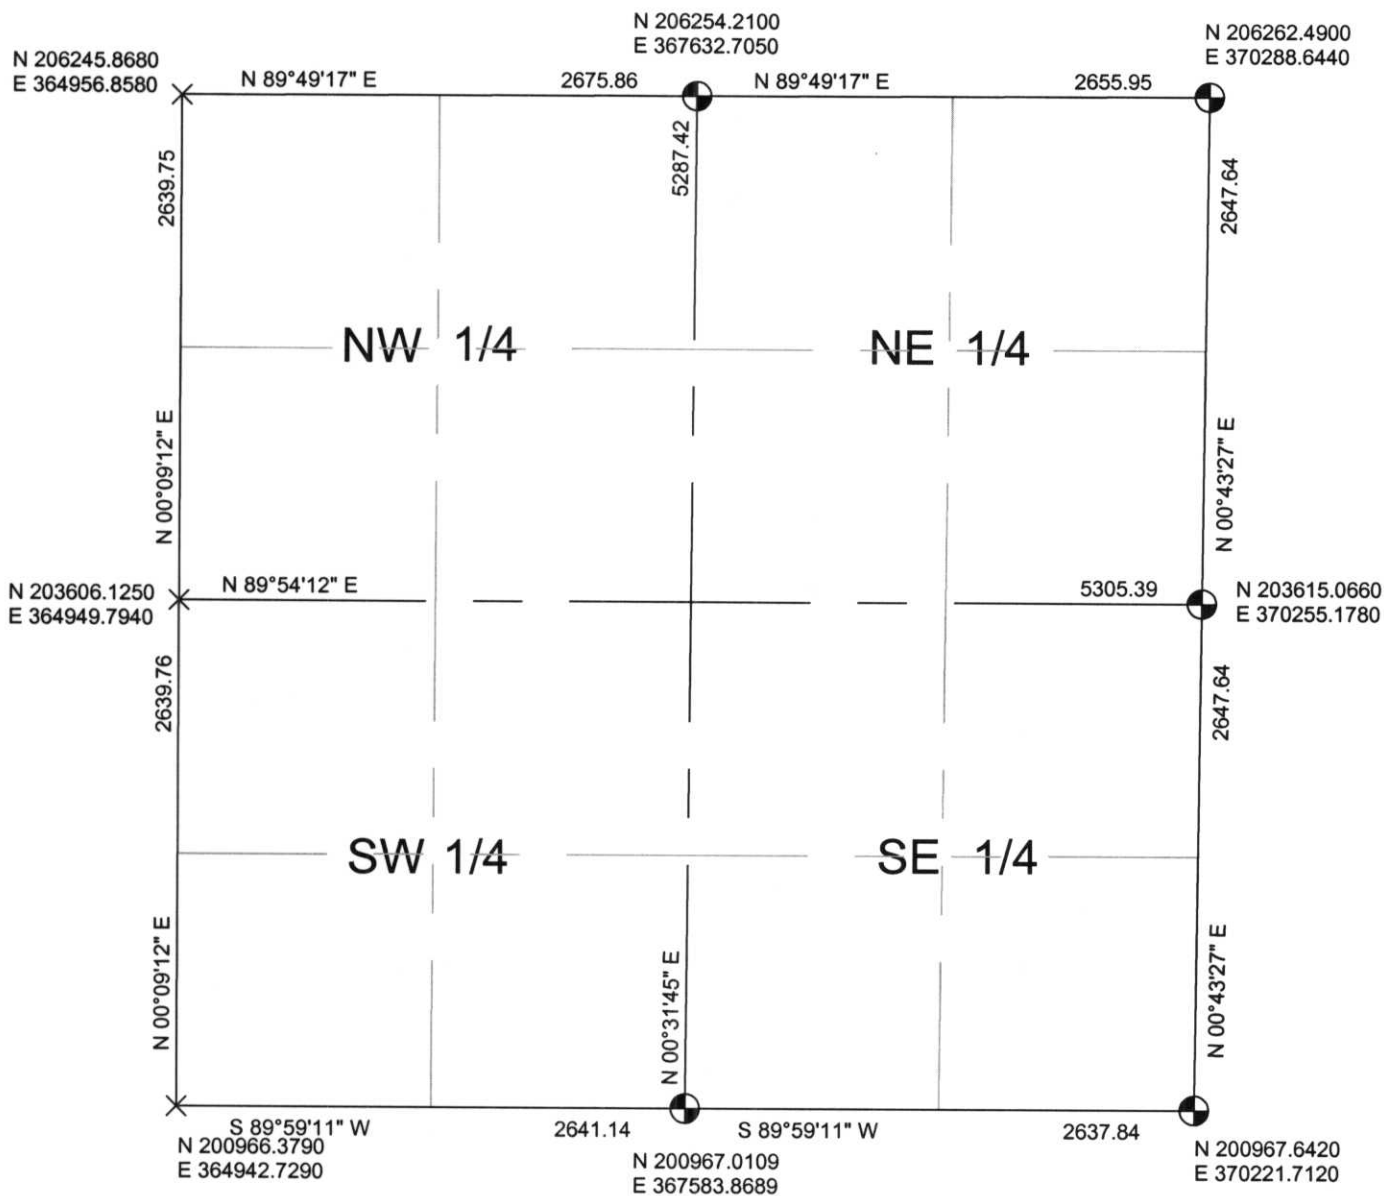 N 206254.2100
E 367632.7050
N 206262.4900
E 370288.6440
N 206245.8680
E 364956.8580
N 89°49'17" E
2675.86
N 89°49'17" E
2655.95
2639.75
5287.42
2647.64
NW 1/4
NE 1/4
N 00°09'12" E
N 00°43'27" E
N 203606.1250
E 364949.7940
N 89°54'12" E
5305.39
N 203615.0660
E 370255.1780
2639.76
2647.64
SW 1/4
SE 1/4
N 00°09'12" E
N 00°31'45" E
N 00°43'27" E
S 89°59'11" W
2641.14
S 89°59'11" W
2637.84
N 200966.3790
E 364942.7290
N 200967.0109
E 367583.8689
N 200967.6420
E 370221.7120